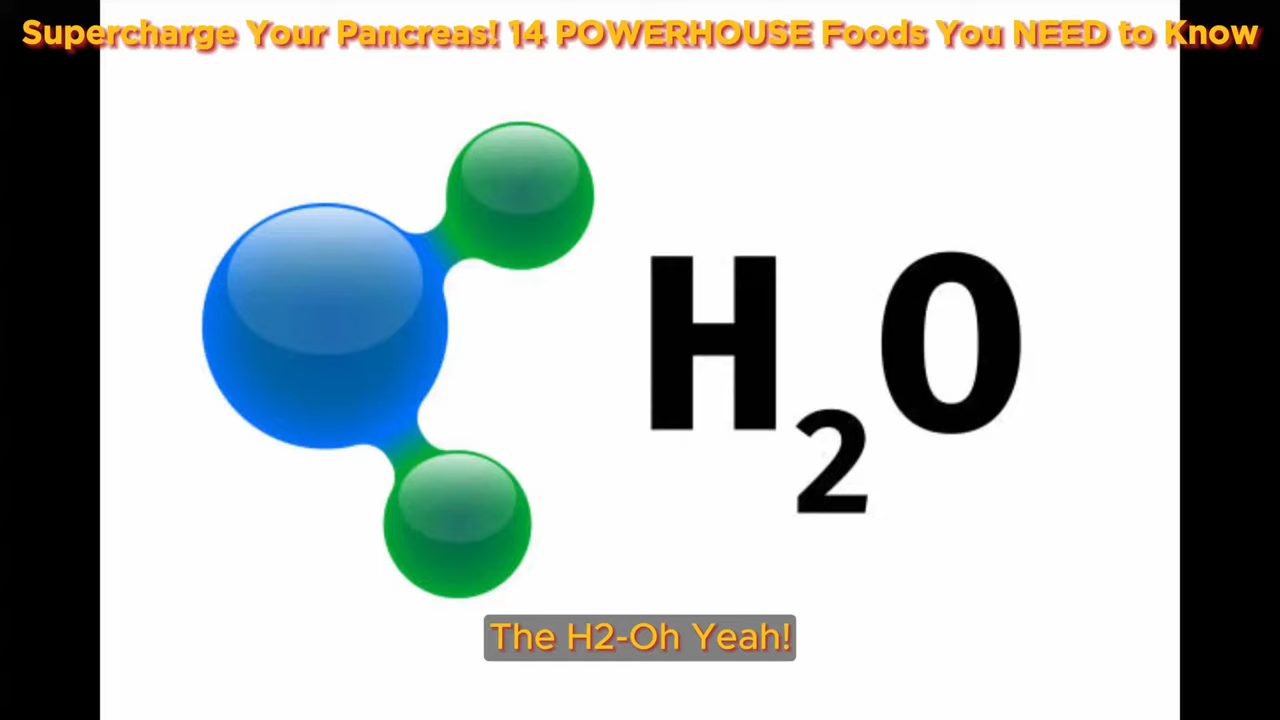 Supercharge Your Pancreas! 14 POWERHOUSE Foods You NEED to Know
H₂O
The H2-Oh Yeah!